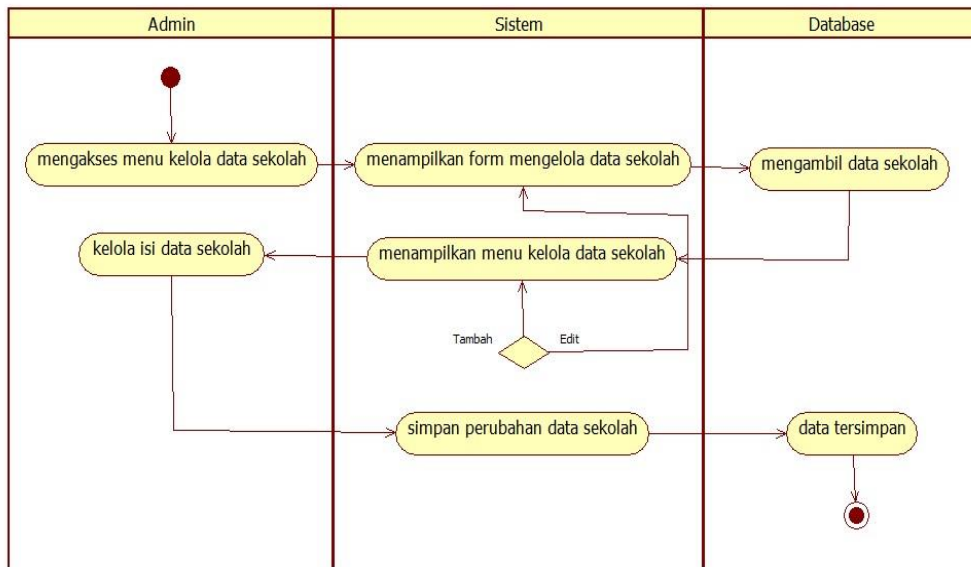 Admin
Sistem
Database
mengakses menu kelola data sekolah
menampilkan form mengelola data sekolah
mengambil data sekolah
kelola isi data sekolah
menampilkan menu kelola data sekolah
Tambah
Edit
simpan perubahan data sekolah
data tersimpan